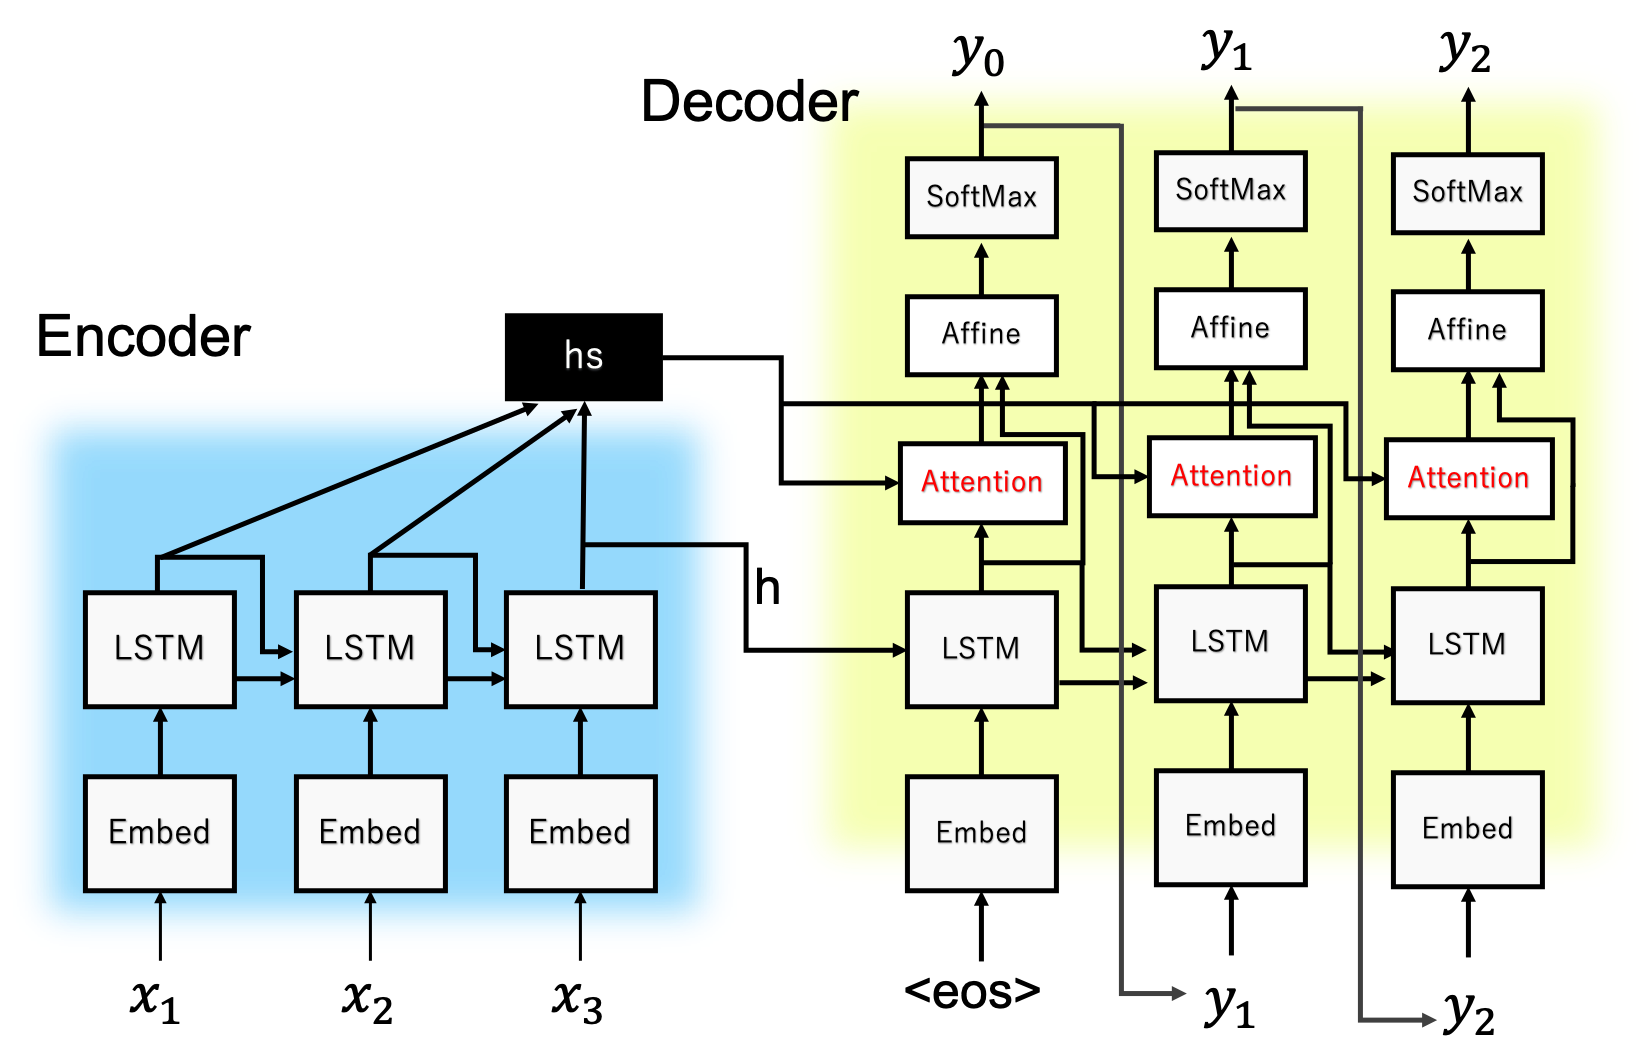 y0 y1 y2
Decoder
SoftMax SoftMax SoftMax
Encoder
hs
Affine Affine Affine
Attention Attention Attention
h
LSTM LSTM LSTM LSTM LSTM LSTM
Embed Embed Embed Embed Embed Embed
x1 x2 x3 <eos> y1 y2